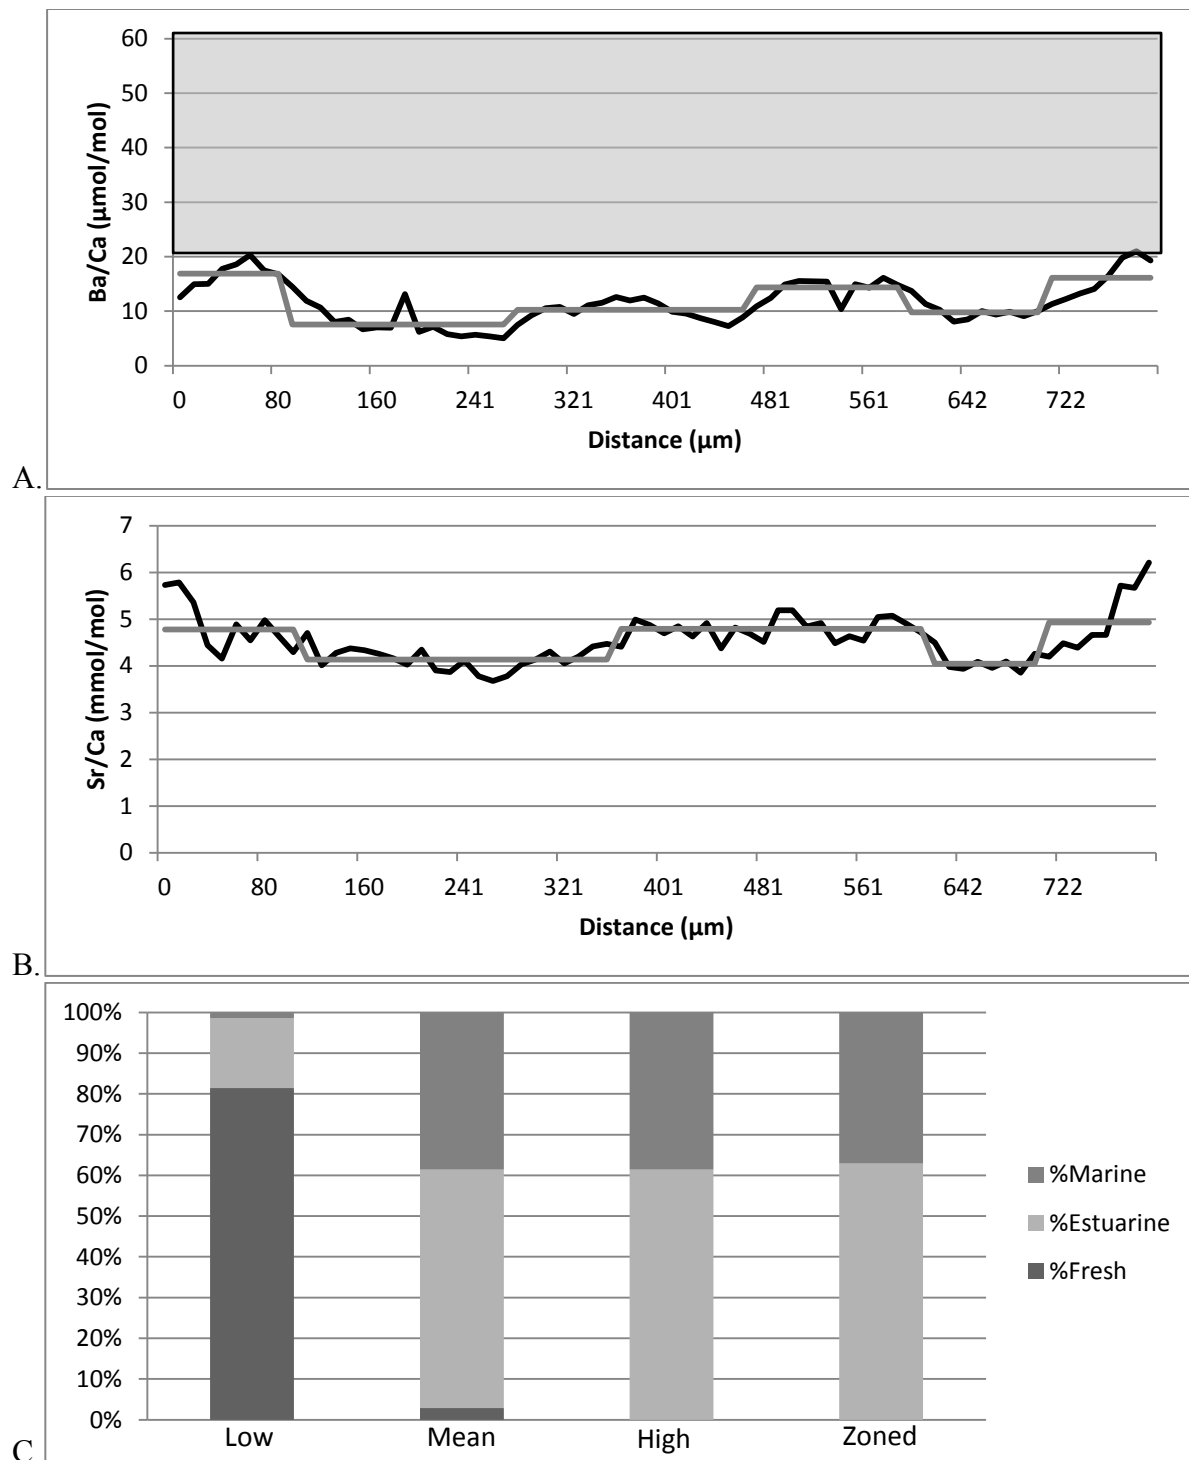 60
50
40
30
20
10
0
Ba/Ca (µmol/mol)
0 80 160 241 321 401 481 561 642 722
Distance (µm)
A.
7
6
5
4
3
2
1
0
Sr/Ca (mmol/mol)
0 80 160 241 321 401 481 561 642 722
Distance (µm)
B.
100%
90%
80%
70%
60%
50%
40%
30%
20%
10%
0%
Low Mean High Zoned
%Marine
%Estuarine
%Fresh
C